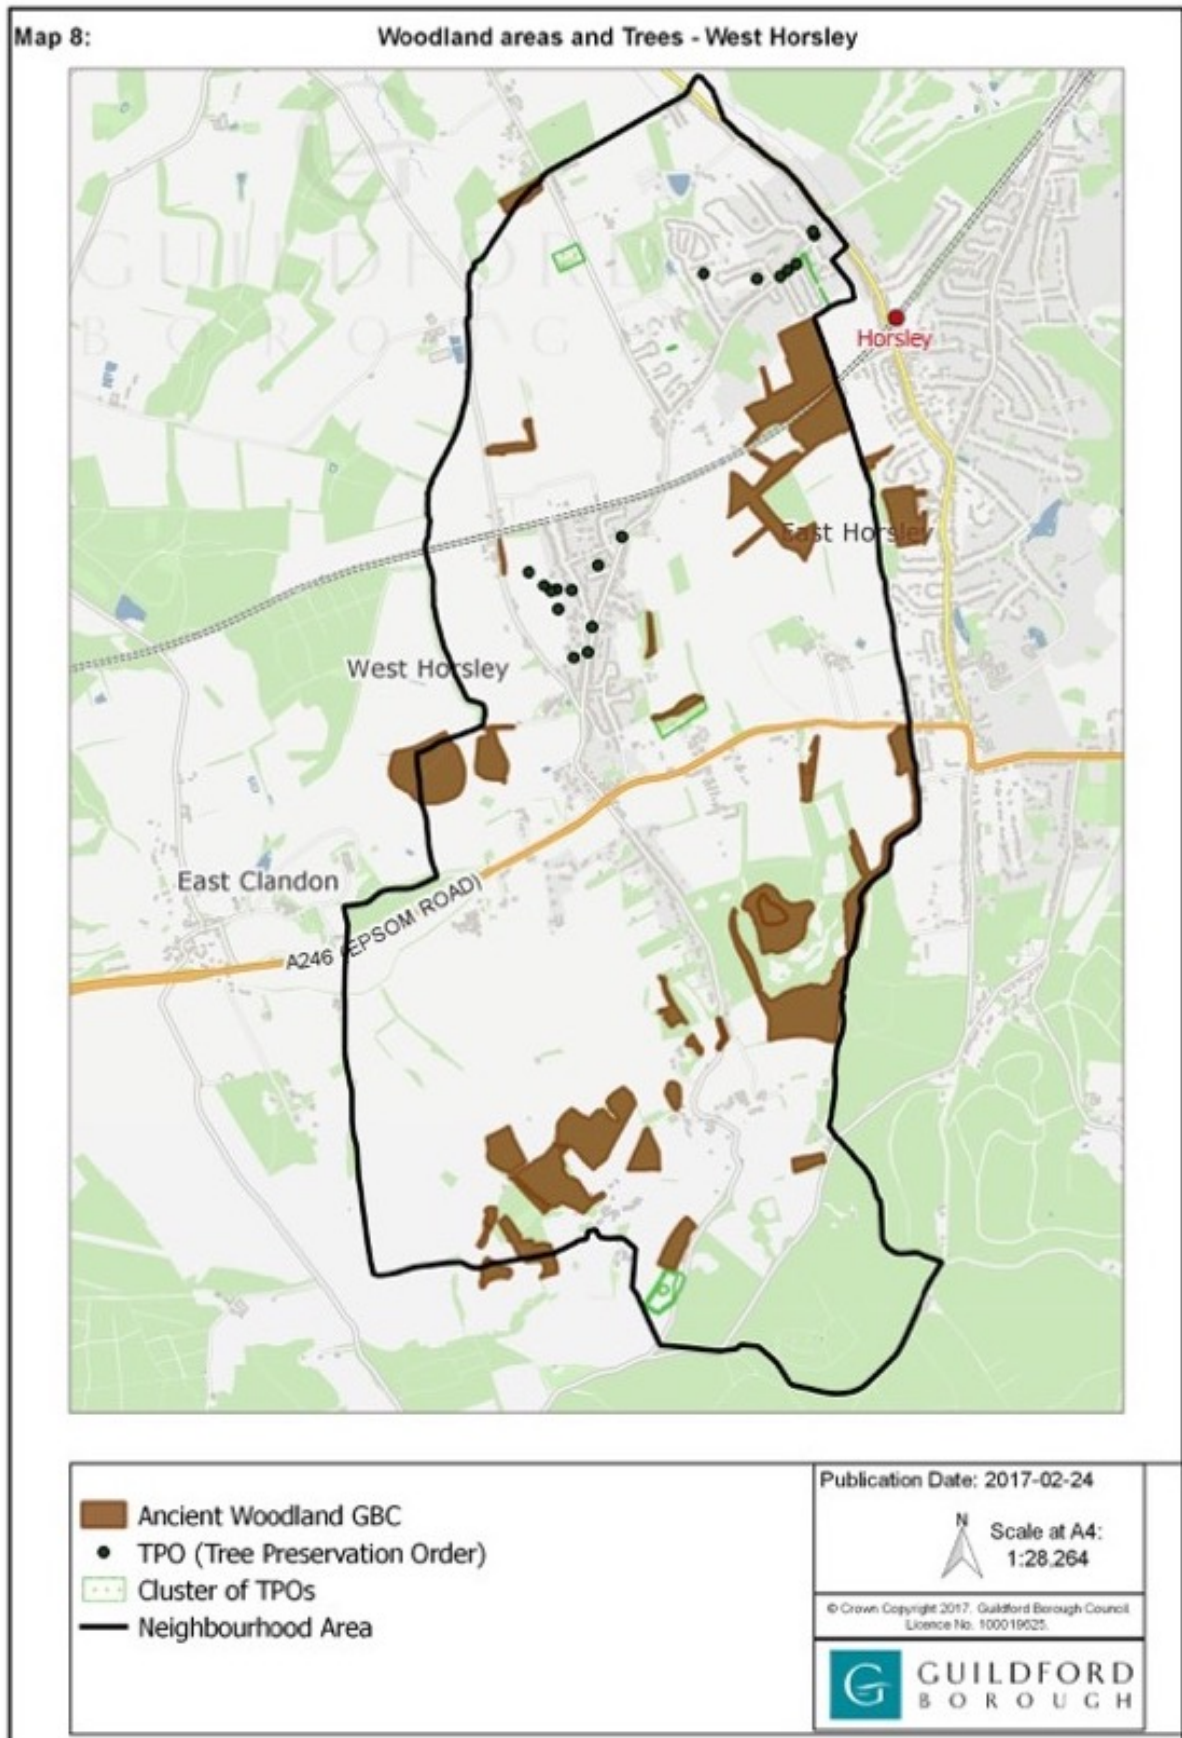 Map 8:
Woodland areas and Trees - West Horsley
GUILDFORD
BOROUG
Horsley
East Horsley
West Horsley
East Clandon
A246 (EPSOM ROAD)
Ancient Woodland GBC
TPO (Tree Preservation Order)
Cluster of TPOs
Neighbourhood Area
Publication Date: 2017-02-24
N
Scale at A4:
1:28,264
© Crown Copyright 2017. Guildford Borough Council.
Licence No. 100019625.
G
GUILDFORD
BOROUGH